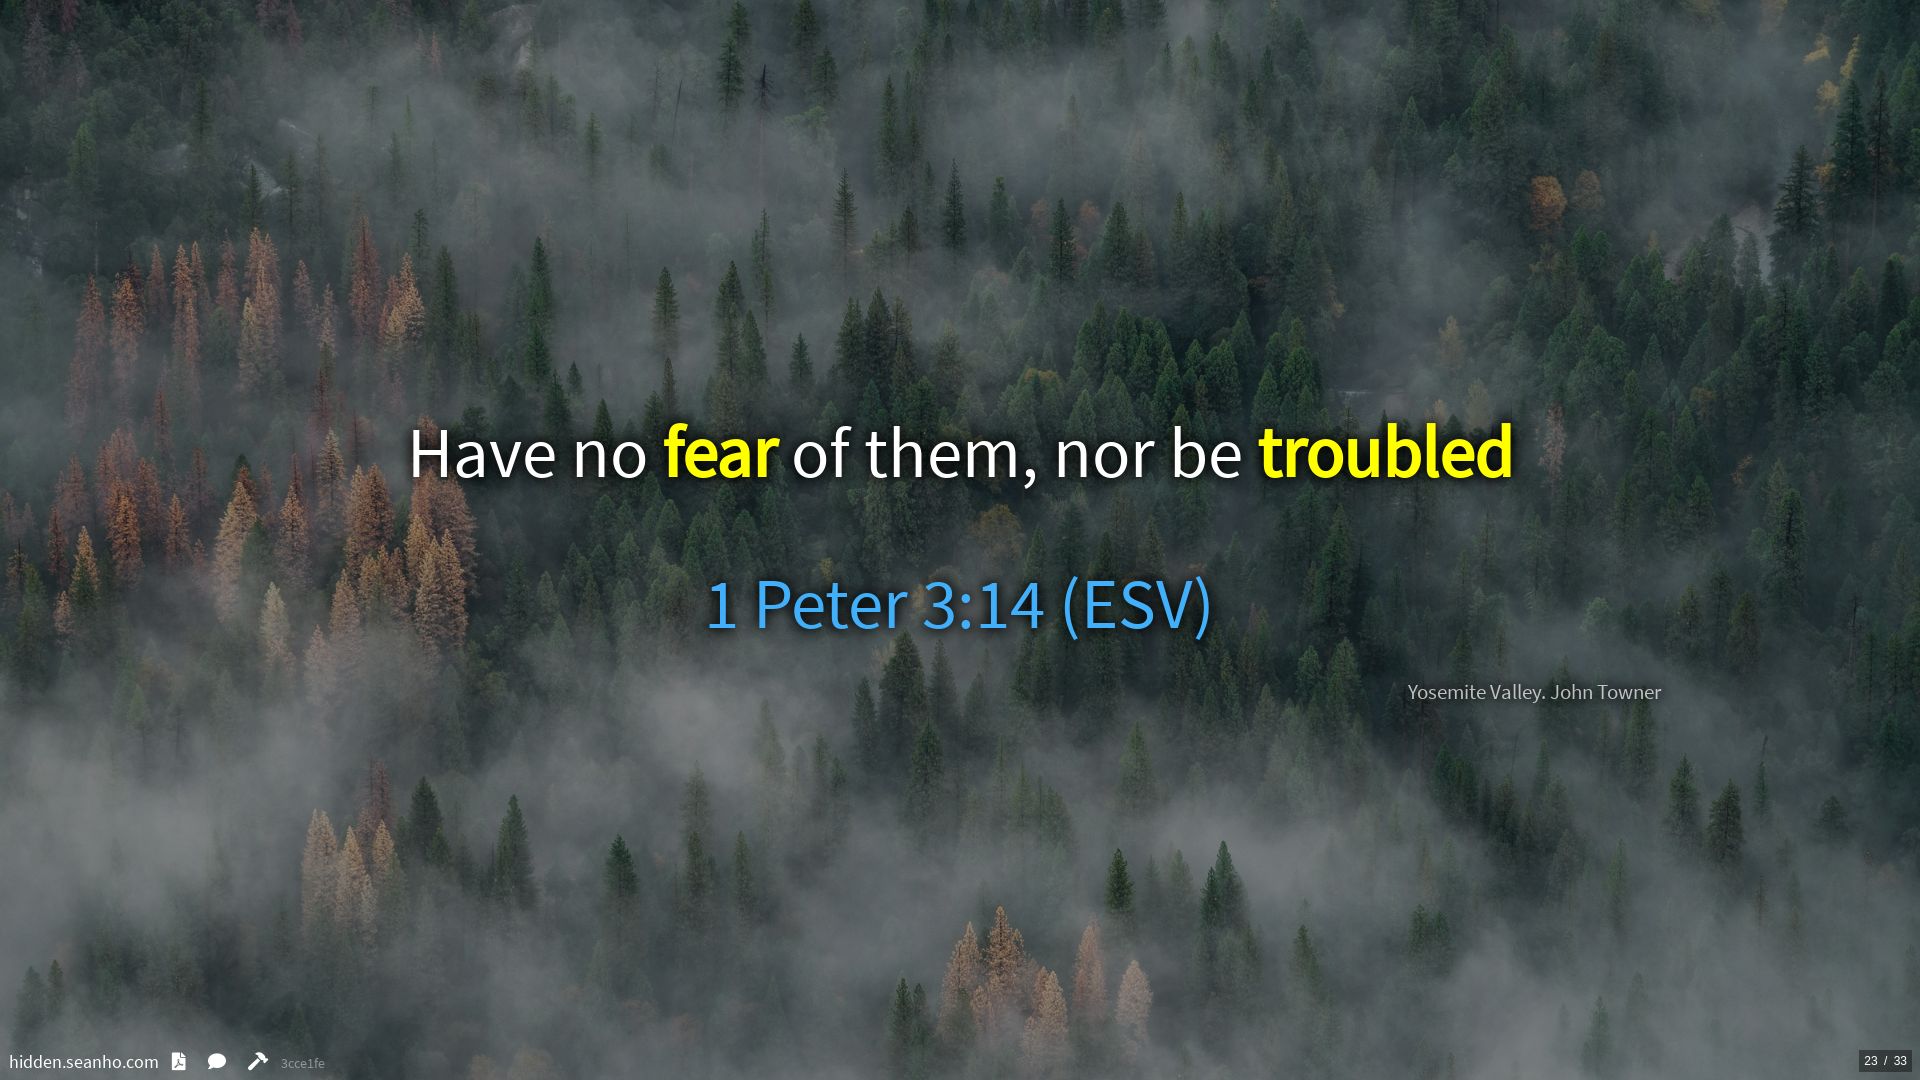 Have no fear of them, nor be troubled
1 Peter 3:14 (ESV)
Yosemite Valley. John Towner
hidden.seanho.com
3cce1fe
23 / 33